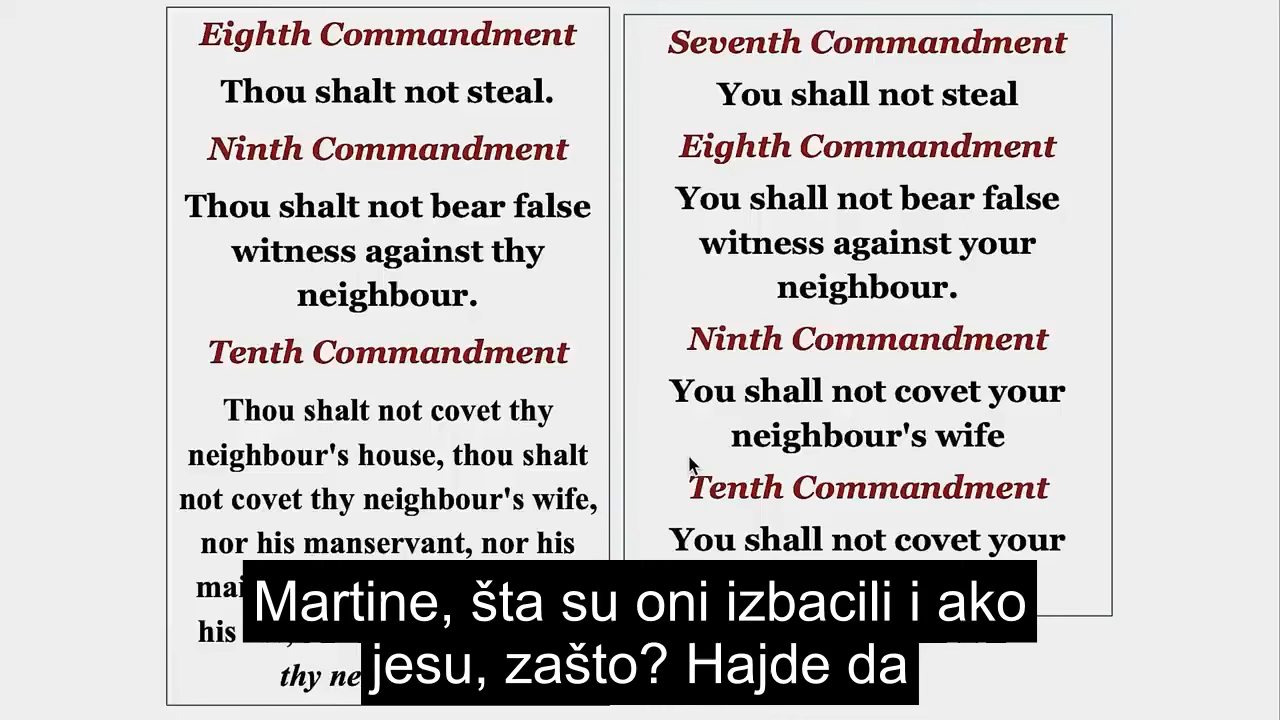 Eighth Commandment
Thou shalt not steal.
Ninth Commandment
Thou shalt not bear false
witness against thy
neighbour.
Tenth Commandment
Thou shalt not covet thy
neighbour's house, thou shalt
not covet thy neighbour's wife,
nor his manservant, nor his
his
thy
Seventh Commandment
You shall not steal
Eighth Commandment
You shall not bear false
witness against your
neighbour.
Ninth Commandment
You shall not covet your
neighbour's wife
Tenth Commandment
You shall not covet your
Martine, šta su oni izbacili i ako
jesu, zašto? Hajde da